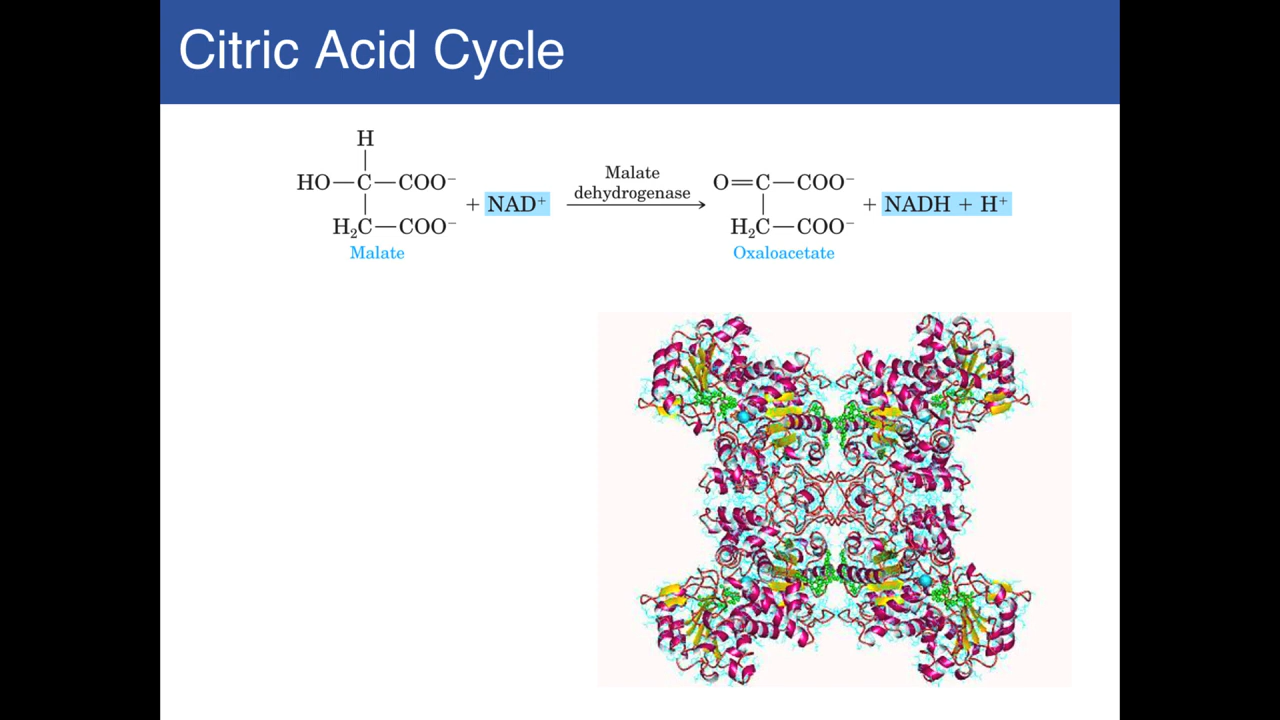 Citric Acid Cycle
H
HO—C—COO⁻
H₂C—COO⁻
Malate
+ NAD⁺
Malate
dehydrogenase
O=C—COO⁻
H₂C—COO⁻
Oxaloacetate
+ NADH + H⁺